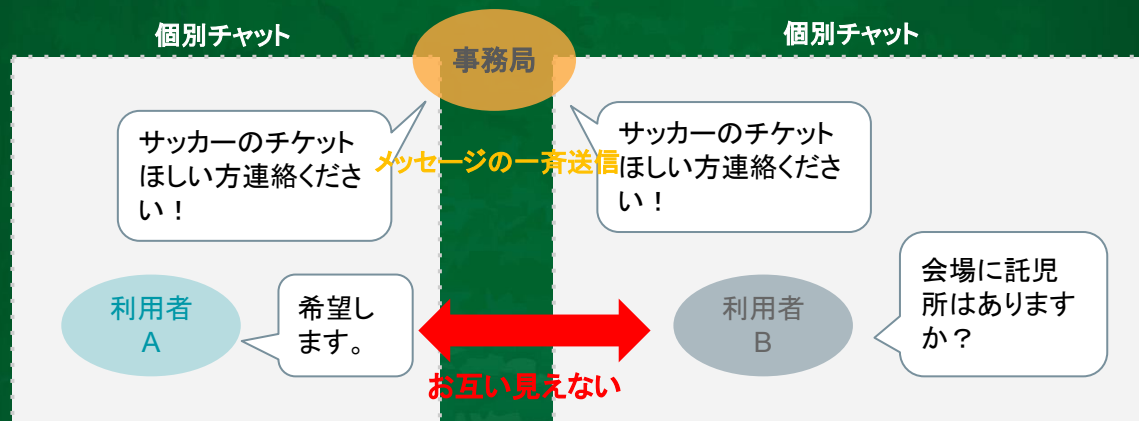 個別チャット
個別チャット
事務局
サッカーのチケット
ほしい方連絡くださ
い！
メッセージの一斉送信
サッカーのチケット
ほしい方連絡くださ
い！
利用者
A
希望し
ます。
お互い見えない
利用者
B
会場に託児
所はあります
か？